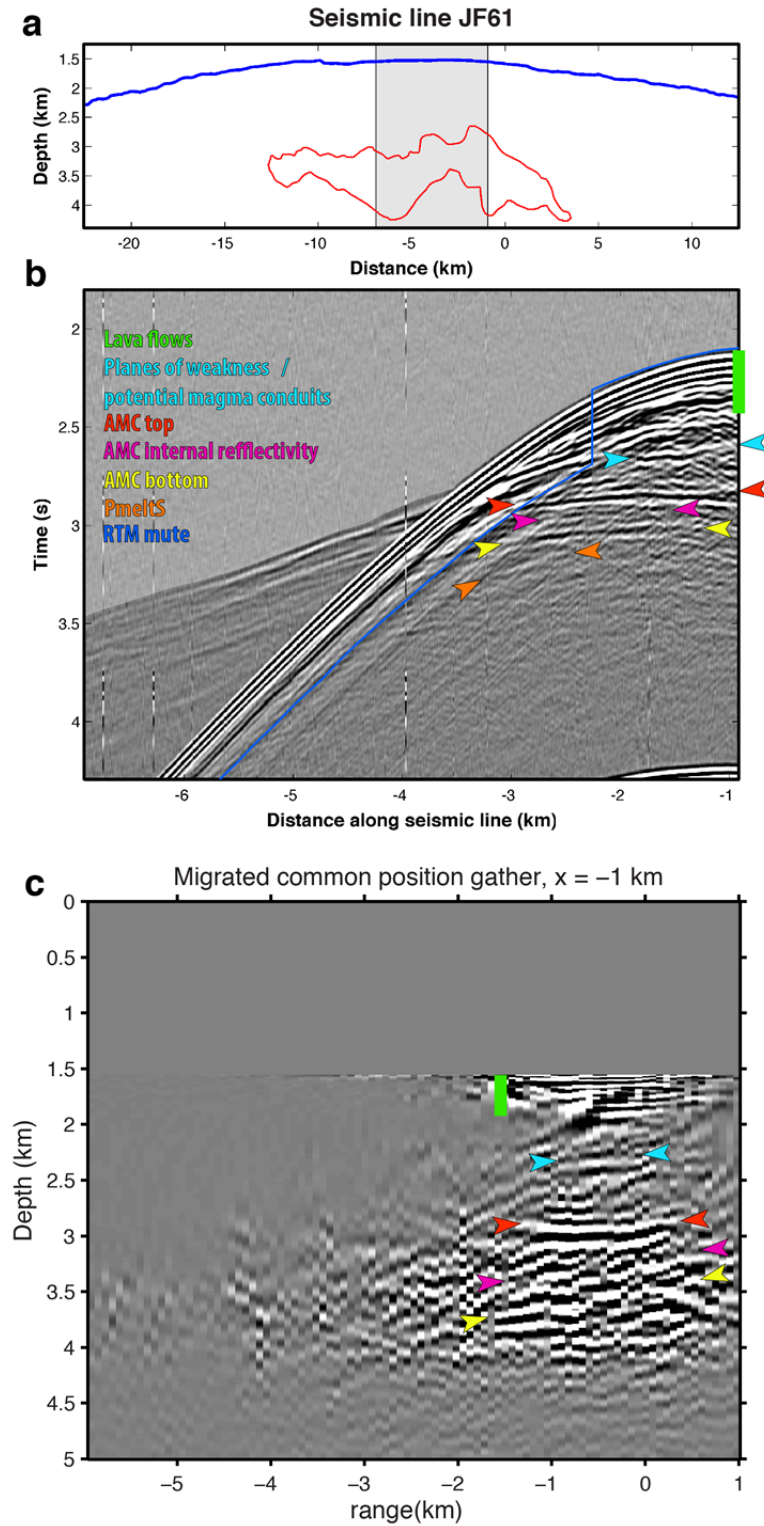 a
Seismic line JF61
1.5
2
2.5
3
3.5
4
Depth (km)
-20 -15 -10 -5 0 5 10
Distance (km)
b
2
2.5
3
3.5
4
Time (s)
Lava flows
Planes of weakness /
potential magma conduits
AMC top
AMC internal refflectivity
AMC bottom
PmeltS
RTM mute
-6 -5 -4 -3 -2 -1
Distance along seismic line (km)
c
Migrated common position gather, x = −1 km
0
0.5
1
1.5
2
2.5
3
3.5
4
4.5
5
Depth (km)
−5 −4 −3 −2 −1 0 1
range(km)